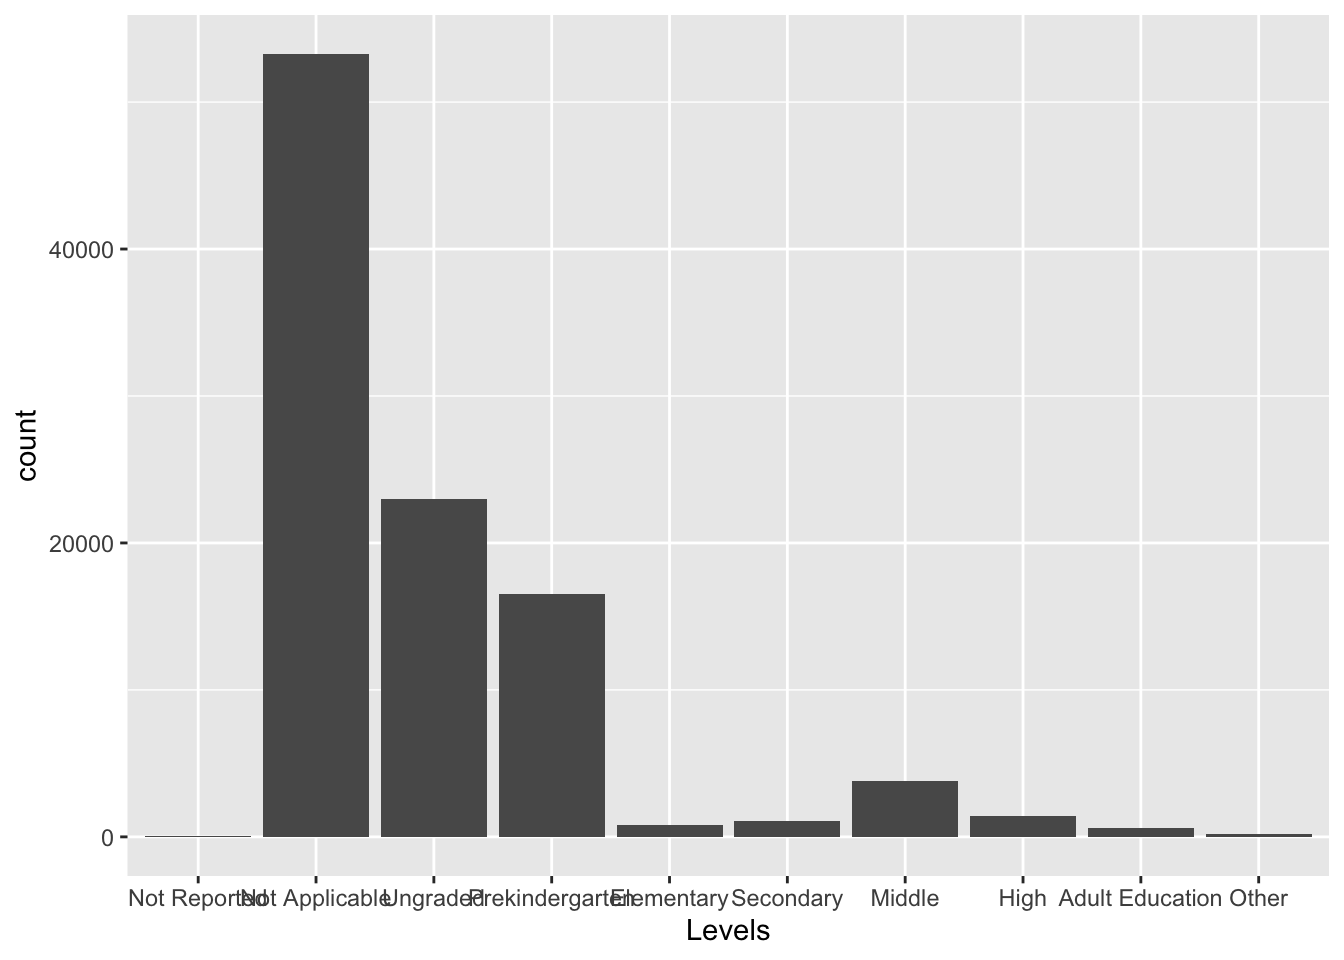 count
40000
20000
0
Not Reported Not Applicable Ungraded Prekindergarten Elementary Secondary Middle High Adult Education Other
Levels